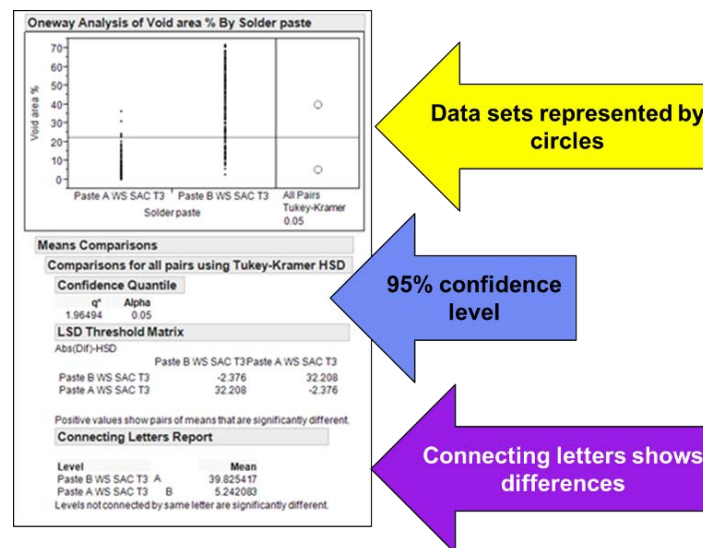 Oneway Analysis of Void area % By Solder paste
Void area %
70
60
50
40
30
20
10
0
Paste A WS SAC T3 Paste B WS SAC T3 All Pairs
Tukey-Kramer
0.05
Solder paste
Means Comparisons
Comparisons for all pairs using Tukey-Kramer HSD
Confidence Quantile
q* Alpha
1.96494 0.05
LSD Threshold Matrix
Abs(Dif)-HSD
Paste B WS SAC T3 Paste A WS SAC T3
Paste B WS SAC T3 -2.376 32.208
Paste A WS SAC T3 32.208 -2.376
Positive values show pairs of means that are significantly different.
Connecting Letters Report
Level Mean
Paste B WS SAC T3 A 39.825417
Paste A WS SAC T3 B 5.242083
Levels not connected by same letter are significantly different.
Data sets represented by
circles
95% confidence
level
Connecting letters shows
differences